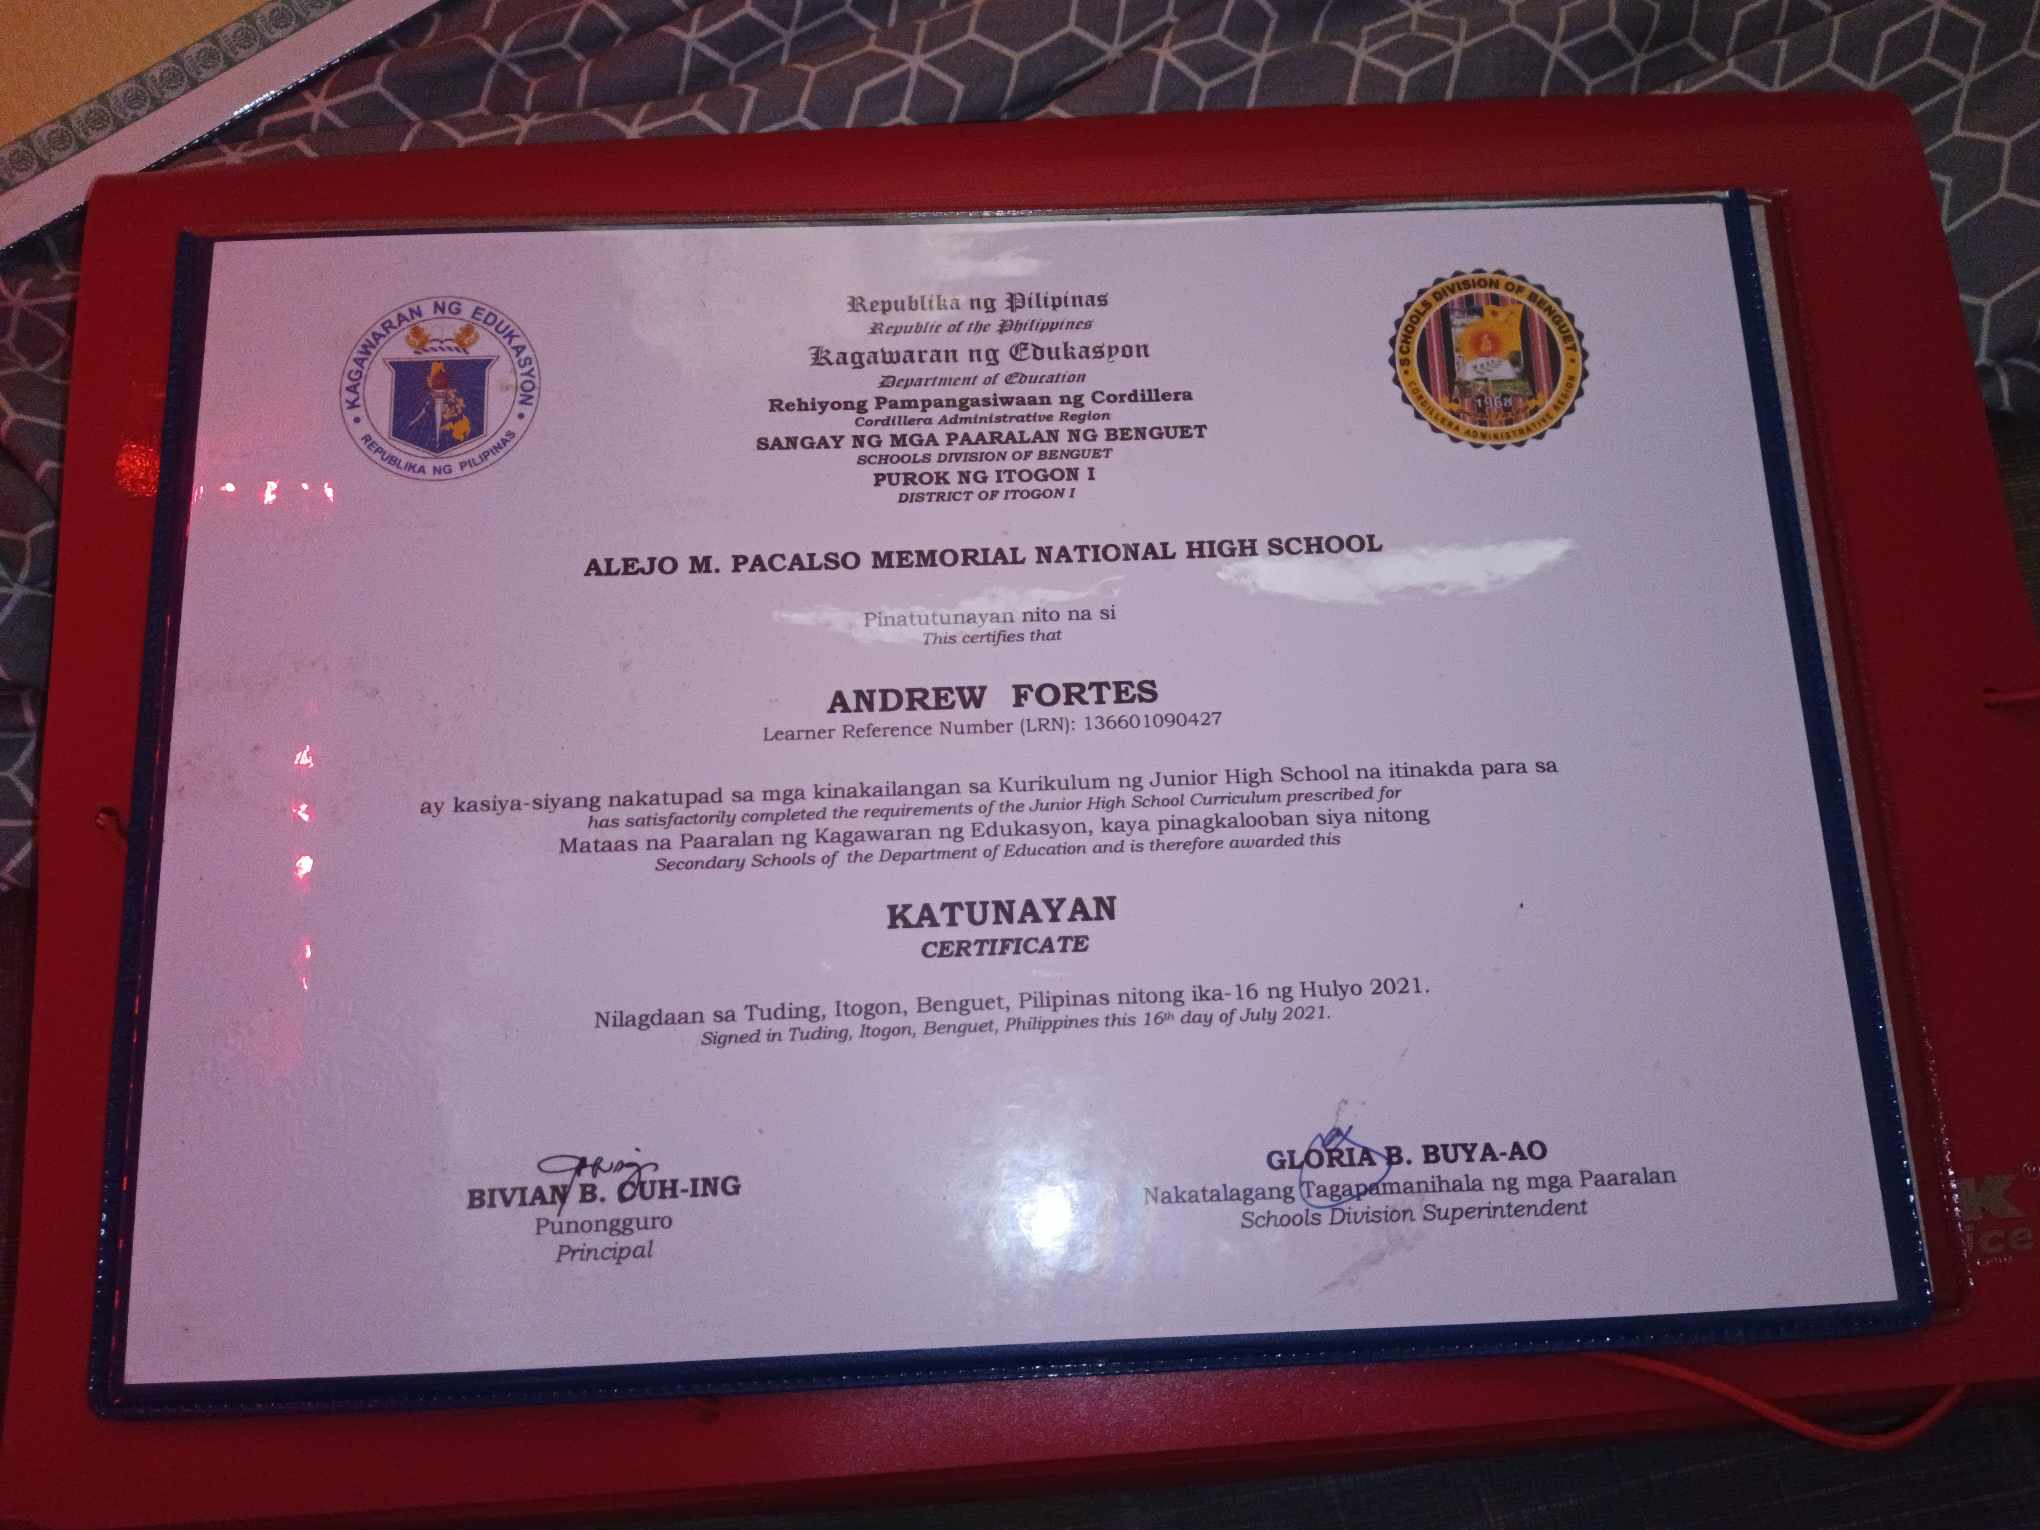 KAGAWARAN NG EDUKASYON
REPUBLIKA NG PILIPINAS
Republika ng Pilipinas
Republic of the Philippines
Kagawaran ng Edukasyon
Department of Education
Rehiyong Pampangasiwaan ng Cordillera
Cordillera Administrative Region
SANGAY NG MGA PAARALAN NG BENGUET
SCHOOLS DIVISION OF BENGUET
PUROK NG ITOGON I
DISTRICT OF ITOGON I
SCHOOLS DIVISION OF BENGUET
1968
CORDILLERA ADMINISTRATIVE REGION
ALEJO M. PACALSO MEMORIAL NATIONAL HIGH SCHOOL
Pinatutunayan nito na si
This certifies that
ANDREW FORTES
Learner Reference Number (LRN): 136601090427
ay kasiya-siyang nakatupad sa mga kinakailangan sa Kurikulum ng Junior High School na itinakda para sa
has satisfactorily completed the requirements of the Junior High School Curriculum prescribed for
Mataas na Paaralan ng Kagawaran ng Edukasyon, kaya pinagkalooban siya nitong
Secondary Schools of the Department of Education and is therefore awarded this
KATUNAYAN
CERTIFICATE
Nilagdaan sa Tuding, Itogon, Benguet, Pilipinas nitong ika-16 ng Hulyo 2021.
Signed in Tuding, Itogon, Benguet, Philippines this 16th day of July 2021.
BIVIAN B. CUH-ING
Punongguro
Principal
GLORIA B. BUYA-AO
Nakatalagang Tagapamanihala ng mga Paaralan
Schools Division Superintendent